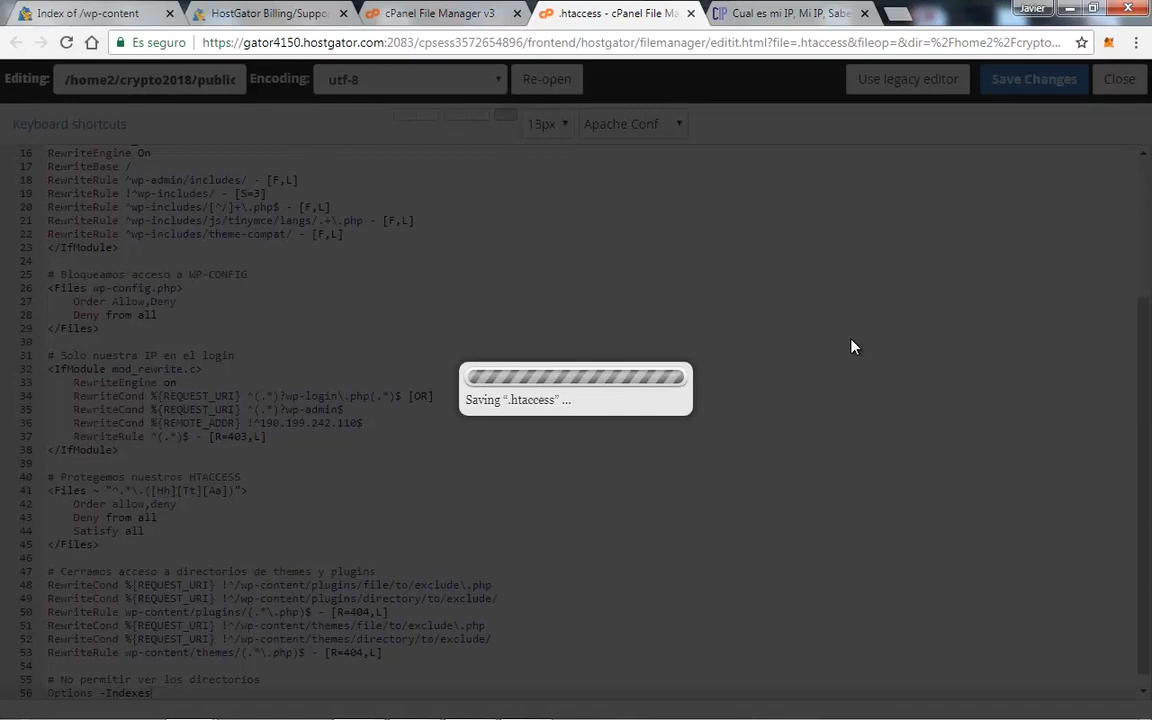 Index of /wp-content
HostGator Billing/Suppor
cPanel File Manager v3
.htaccess - cPanel File Ma
Cual es mi IP, Mi IP, Sabe
Javier
Es seguro
https://gator4150.hostgator.com:2083/cpsess3572654896/frontend/hostgator/filemanager/editit.html?file=.htaccess&fileop=&dir=%2Fhome2%2Fcrypto...
Editing:
/home2/crypto2018/public
Encoding:
utf-8
Re-open
Use legacy editor
Save Changes
Close
Keyboard shortcuts
13px
Apache Conf
16 RewriteEngine On
17 RewriteBase /
18 RewriteRule ^wp-admin/includes/ - [F,L]
19 RewriteRule !^wp-includes/ - [S=3]
20 RewriteRule ^wp-includes/[^/]+\.php$ - [F,L]
21 RewriteRule ^wp-includes/js/tinymce/langs/.+\.php - [F,L]
22 RewriteRule ^wp-includes/theme-compat/ - [F,L]
23 </IfModule>
24
25 # Bloqueamos acceso a WP-CONFIG
26 <Files wp-config.php>
27 Order Allow,Deny
28 Deny from all
29 </Files>
30
31 # Solo nuestra IP en el login
32 <IfModule mod_rewrite.c>
33 RewriteEngine on
34 RewriteCond %{REQUEST_URI} ^(.*)?wp-login\.php(.*)$ [OR]
35 RewriteCond %{REQUEST_URI} ^(.*)?wp-admin$
36 RewriteCond %{REMOTE_ADDR} !^190.199.242.110$
37 RewriteRule ^(.*)$ - [R=403,L]
38 </IfModule>
39
40 # Protegemos nuestros HTACCESS
41 <Files ~ "^.*\.([Hh][Tt][Aa])">
42 Order allow,deny
43 Deny from all
44 Satisfy all
45 </Files>
46
47 # Cerramos acceso a directorios de themes y plugins
48 RewriteCond %{REQUEST_URI} !^/wp-content/plugins/file/to/exclude\.php
49 RewriteCond %{REQUEST_URI} !^/wp-content/plugins/directory/to/exclude/
50 RewriteRule wp-content/plugins/(.*\.php)$ - [R=404,L]
51 RewriteCond %{REQUEST_URI} !^/wp-content/themes/file/to/exclude\.php
52 RewriteCond %{REQUEST_URI} !^/wp-content/themes/directory/to/exclude/
53 RewriteRule wp-content/themes/(.*\.php)$ - [R=404,L]
54
55 # No permitir ver los directorios
56 Options -Indexes
Saving “.htaccess” ...